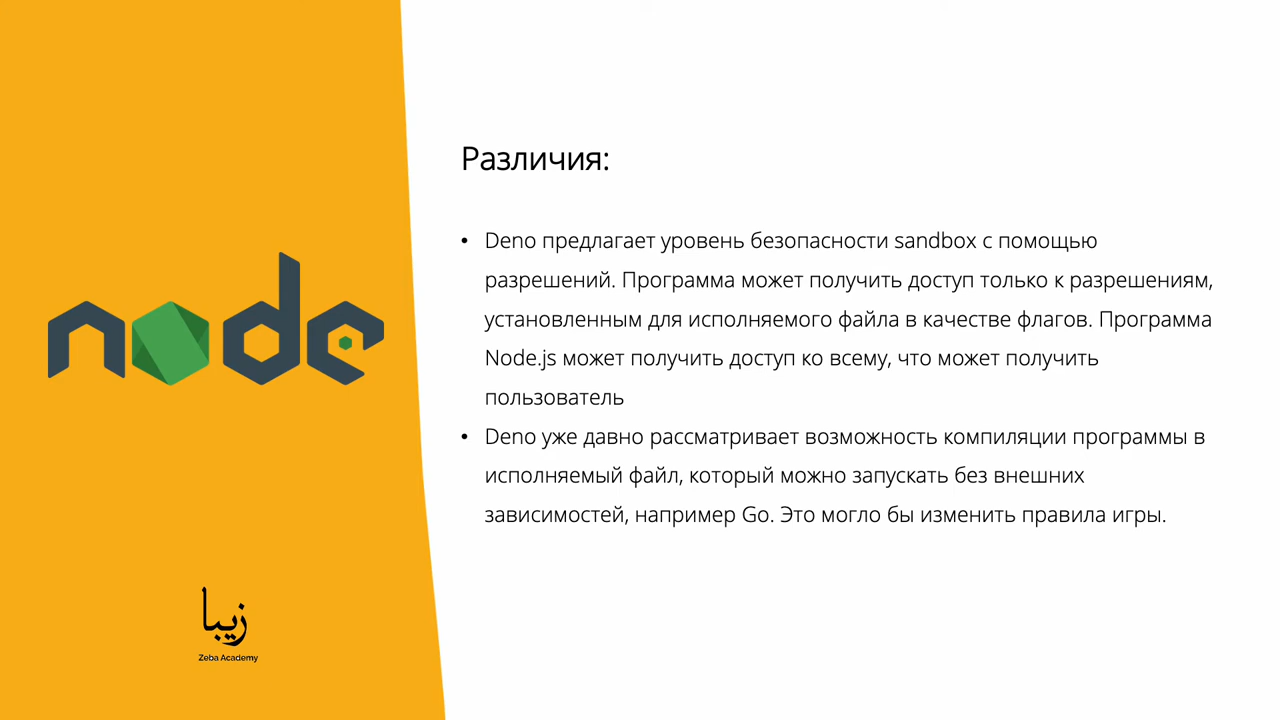 node
زيبا
Zeba Academy
Различия:
• Deno предлагает уровень безопасности sandbox с помощью
разрешений. Программа может получить доступ только к разрешениям,
установленным для исполняемого файла в качестве флагов. Программа
Node.js может получить доступ ко всему, что может получить
пользователь
• Deno уже давно рассматривает возможность компиляции программы в
исполняемый файл, который можно запускать без внешних
зависимостей, например Go. Это могло бы изменить правила игры.